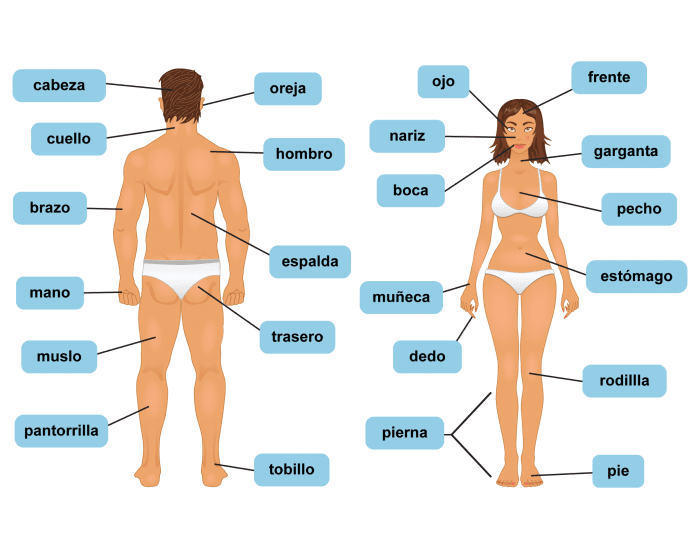 cabeza
oreja
cuello
hombro
brazo
espalda
mano
trasero
muslo
pantorrilla
tobillo
ojo
frente
nariz
garganta
boca
pecho
estómago
muñeca
dedo
rodillla
pierna
pie